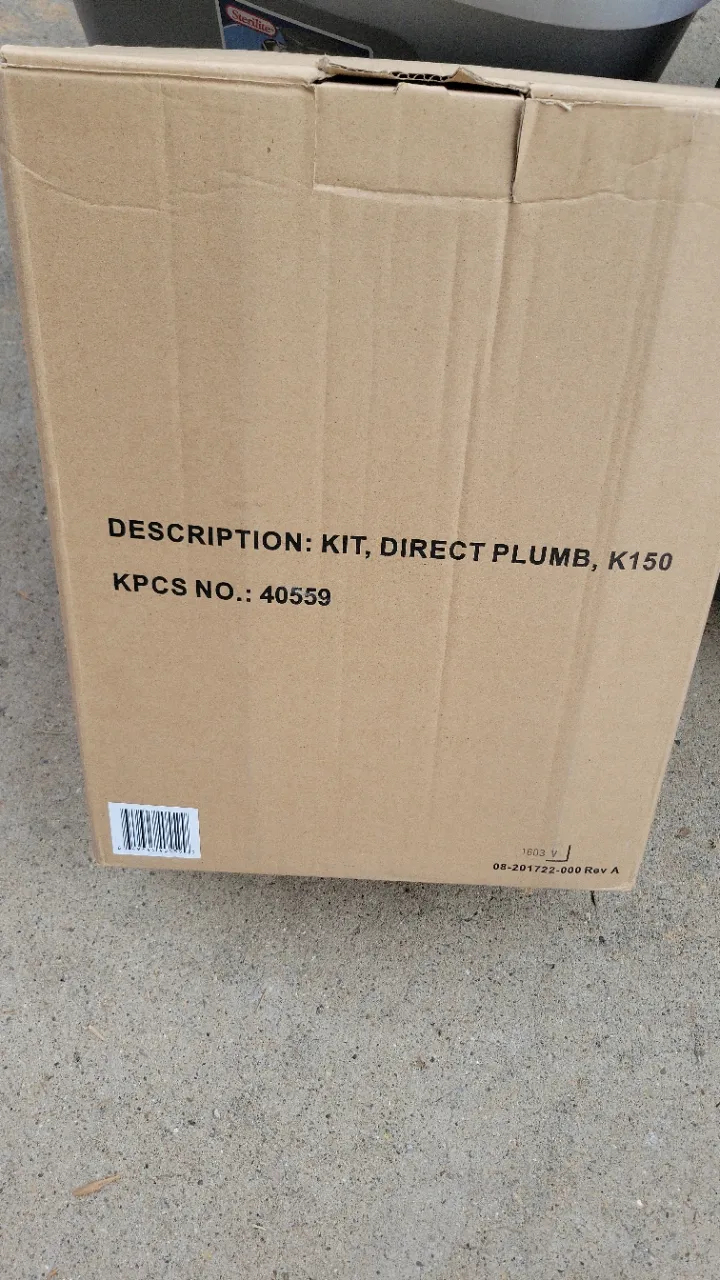 Sterilite
DESCRIPTION: KIT, DIRECT PLUMB, K150
KPCS NO.: 40559
1603 V
08-201722-000 Rev A